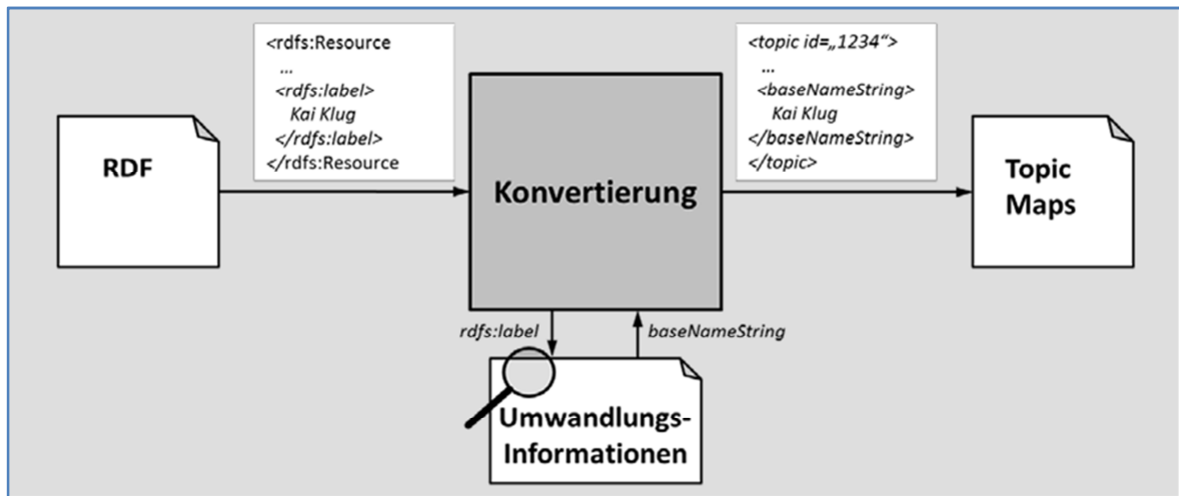 <rdfs:Resource
...
<rdfs:label>
Kai Klug
</rdfs:label>
</rdfs:Resource
<topic id=„1234“>
...
<baseNameString>
Kai Klug
</baseNameString>
</topic>
RDF
Konvertierung
Topic
Maps
rdfs:label
baseNameString
Umwandlungs-
Informationen